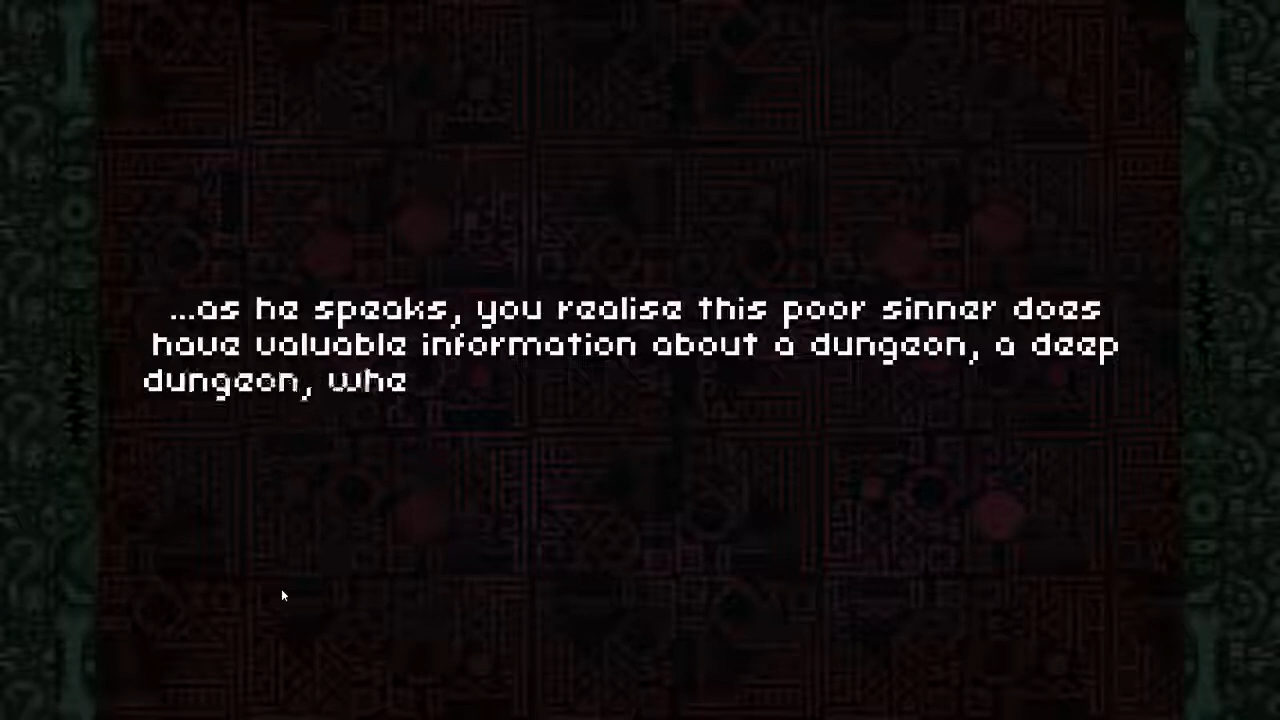 ...as he speaks, you realise this poor sinner does
have valuable information about a dungeon, a deep
dungeon, whe